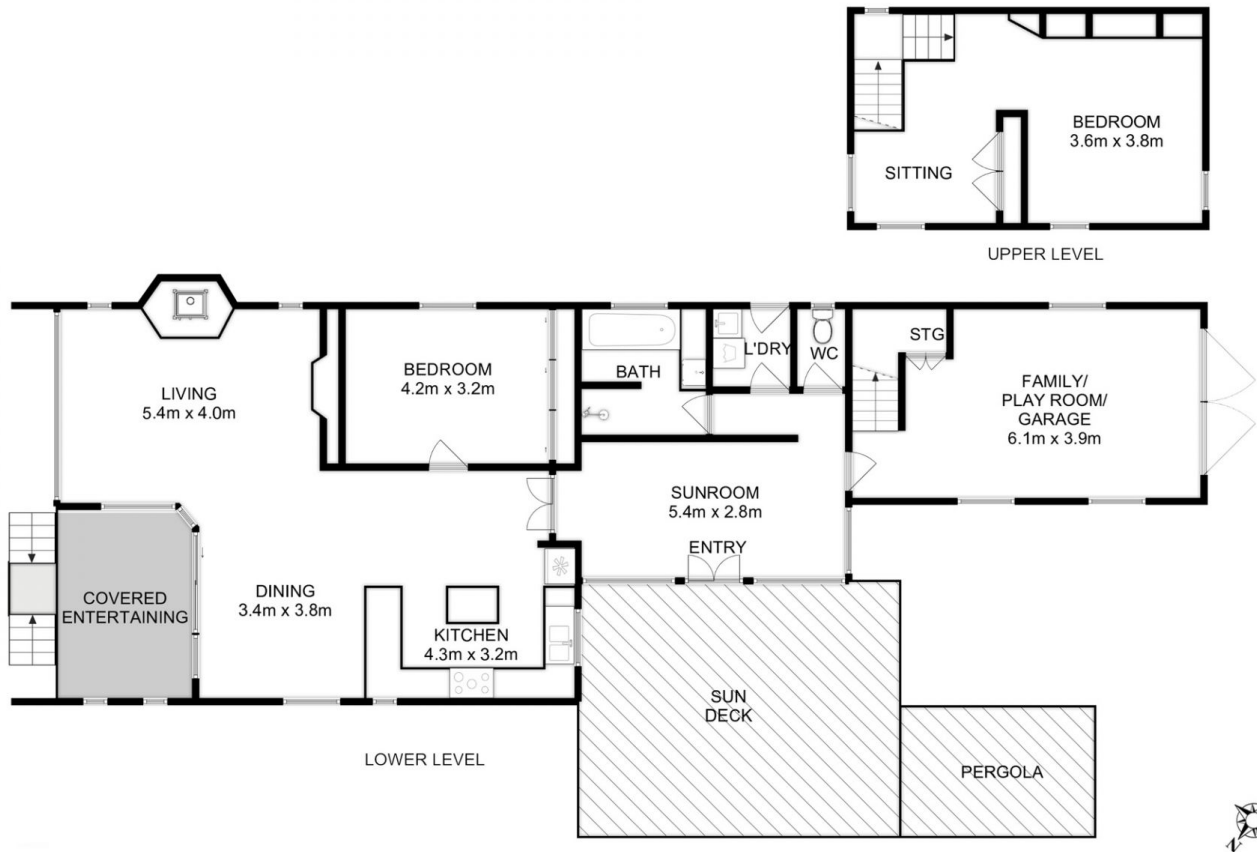 BEDROOM
3.6m x 3.8m
SITTING
UPPER LEVEL
LIVING
5.4m x 4.0m
BEDROOM
4.2m x 3.2m
BATH
L'DRY
WC
STG
FAMILY/
PLAY ROOM/
GARAGE
6.1m x 3.9m
SUNROOM
5.4m x 2.8m
ENTRY
COVERED
ENTERTAINING
DINING
3.4m x 3.8m
KITCHEN
4.3m x 3.2m
SUN
DECK
PERGOLA
LOWER LEVEL
N